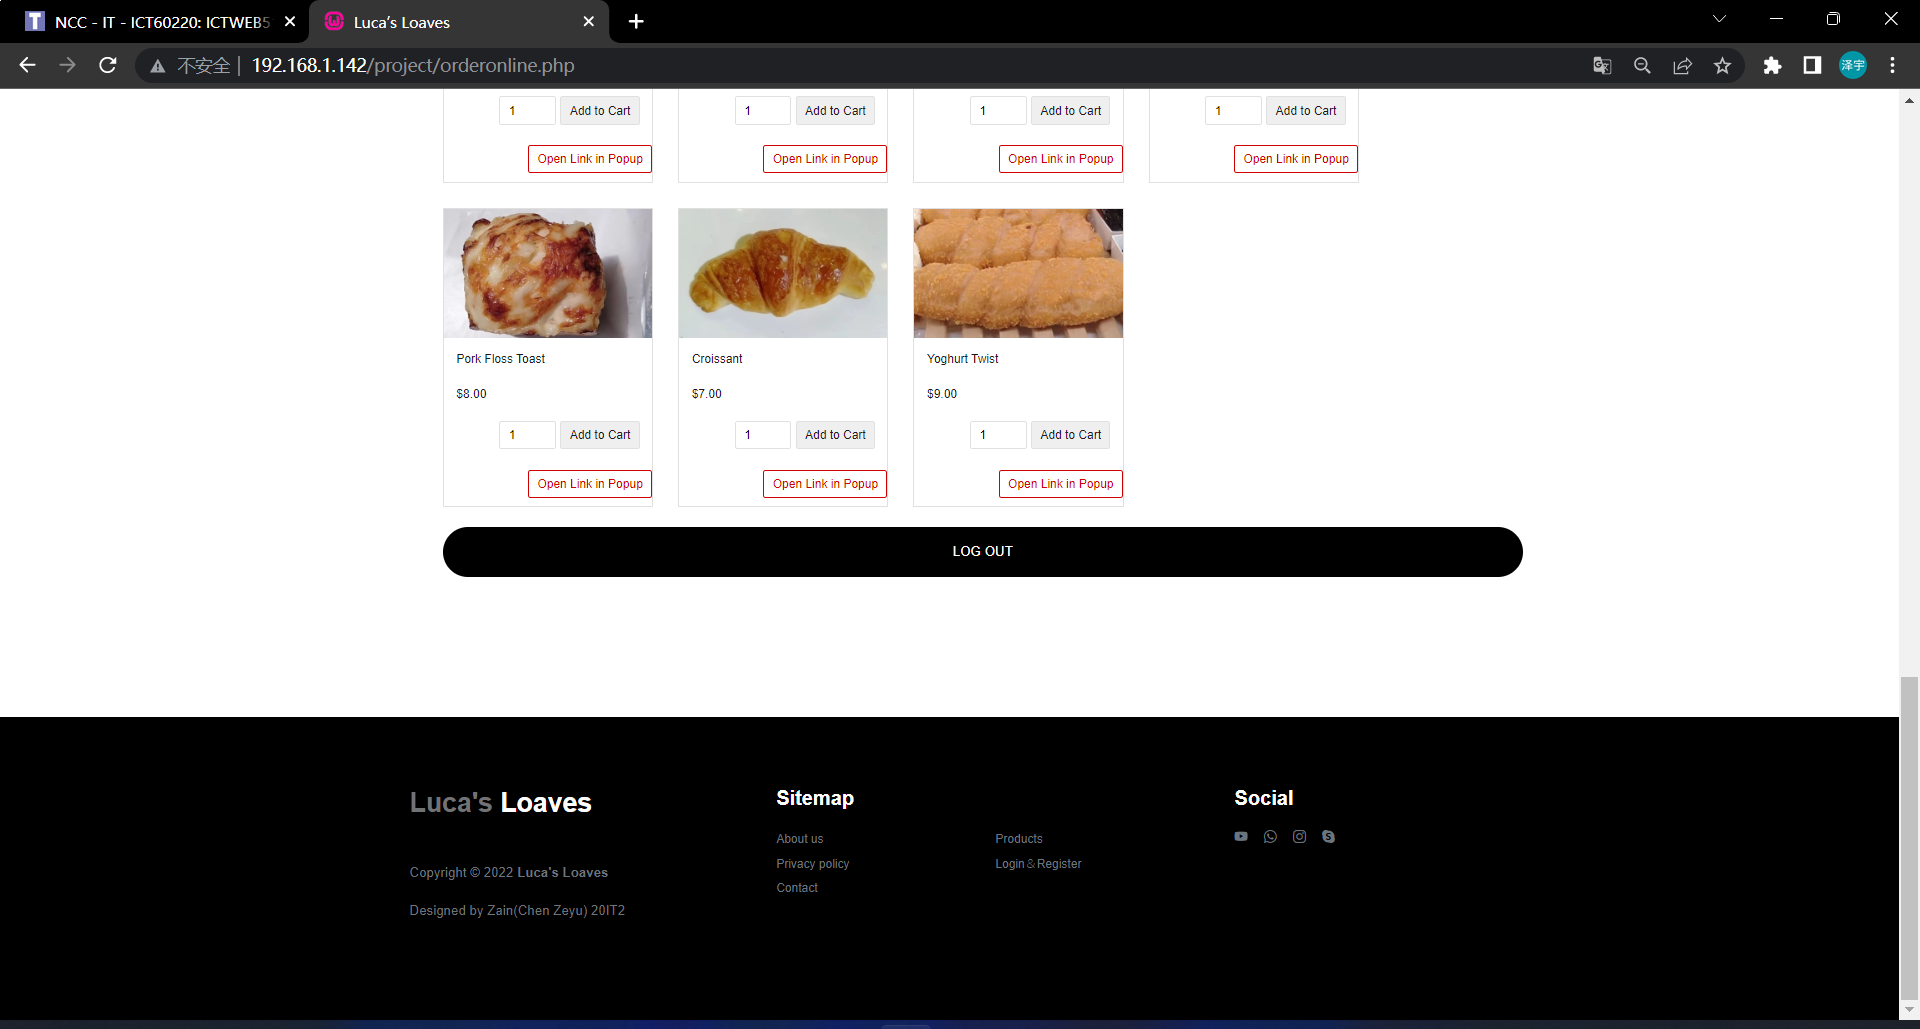 NCC - IT - ICT60220: ICTWEB5
Luca's Loaves
不安全 192.168.1.142/project/orderonline.php
泽宇
1 Add to Cart 1 Add to Cart 1 Add to Cart 1 Add to Cart
Open Link in Popup Open Link in Popup Open Link in Popup Open Link in Popup
Pork Floss Toast Croissant Yoghurt Twist
$8.00 $7.00 $9.00
1 Add to Cart 1 Add to Cart 1 Add to Cart
Open Link in Popup Open Link in Popup Open Link in Popup
LOG OUT
Luca's Loaves
Copyright © 2022 Luca's Loaves
Designed by Zain(Chen Zeyu) 20IT2
Sitemap
About us Products
Privacy policy Login&Register
Contact
Social